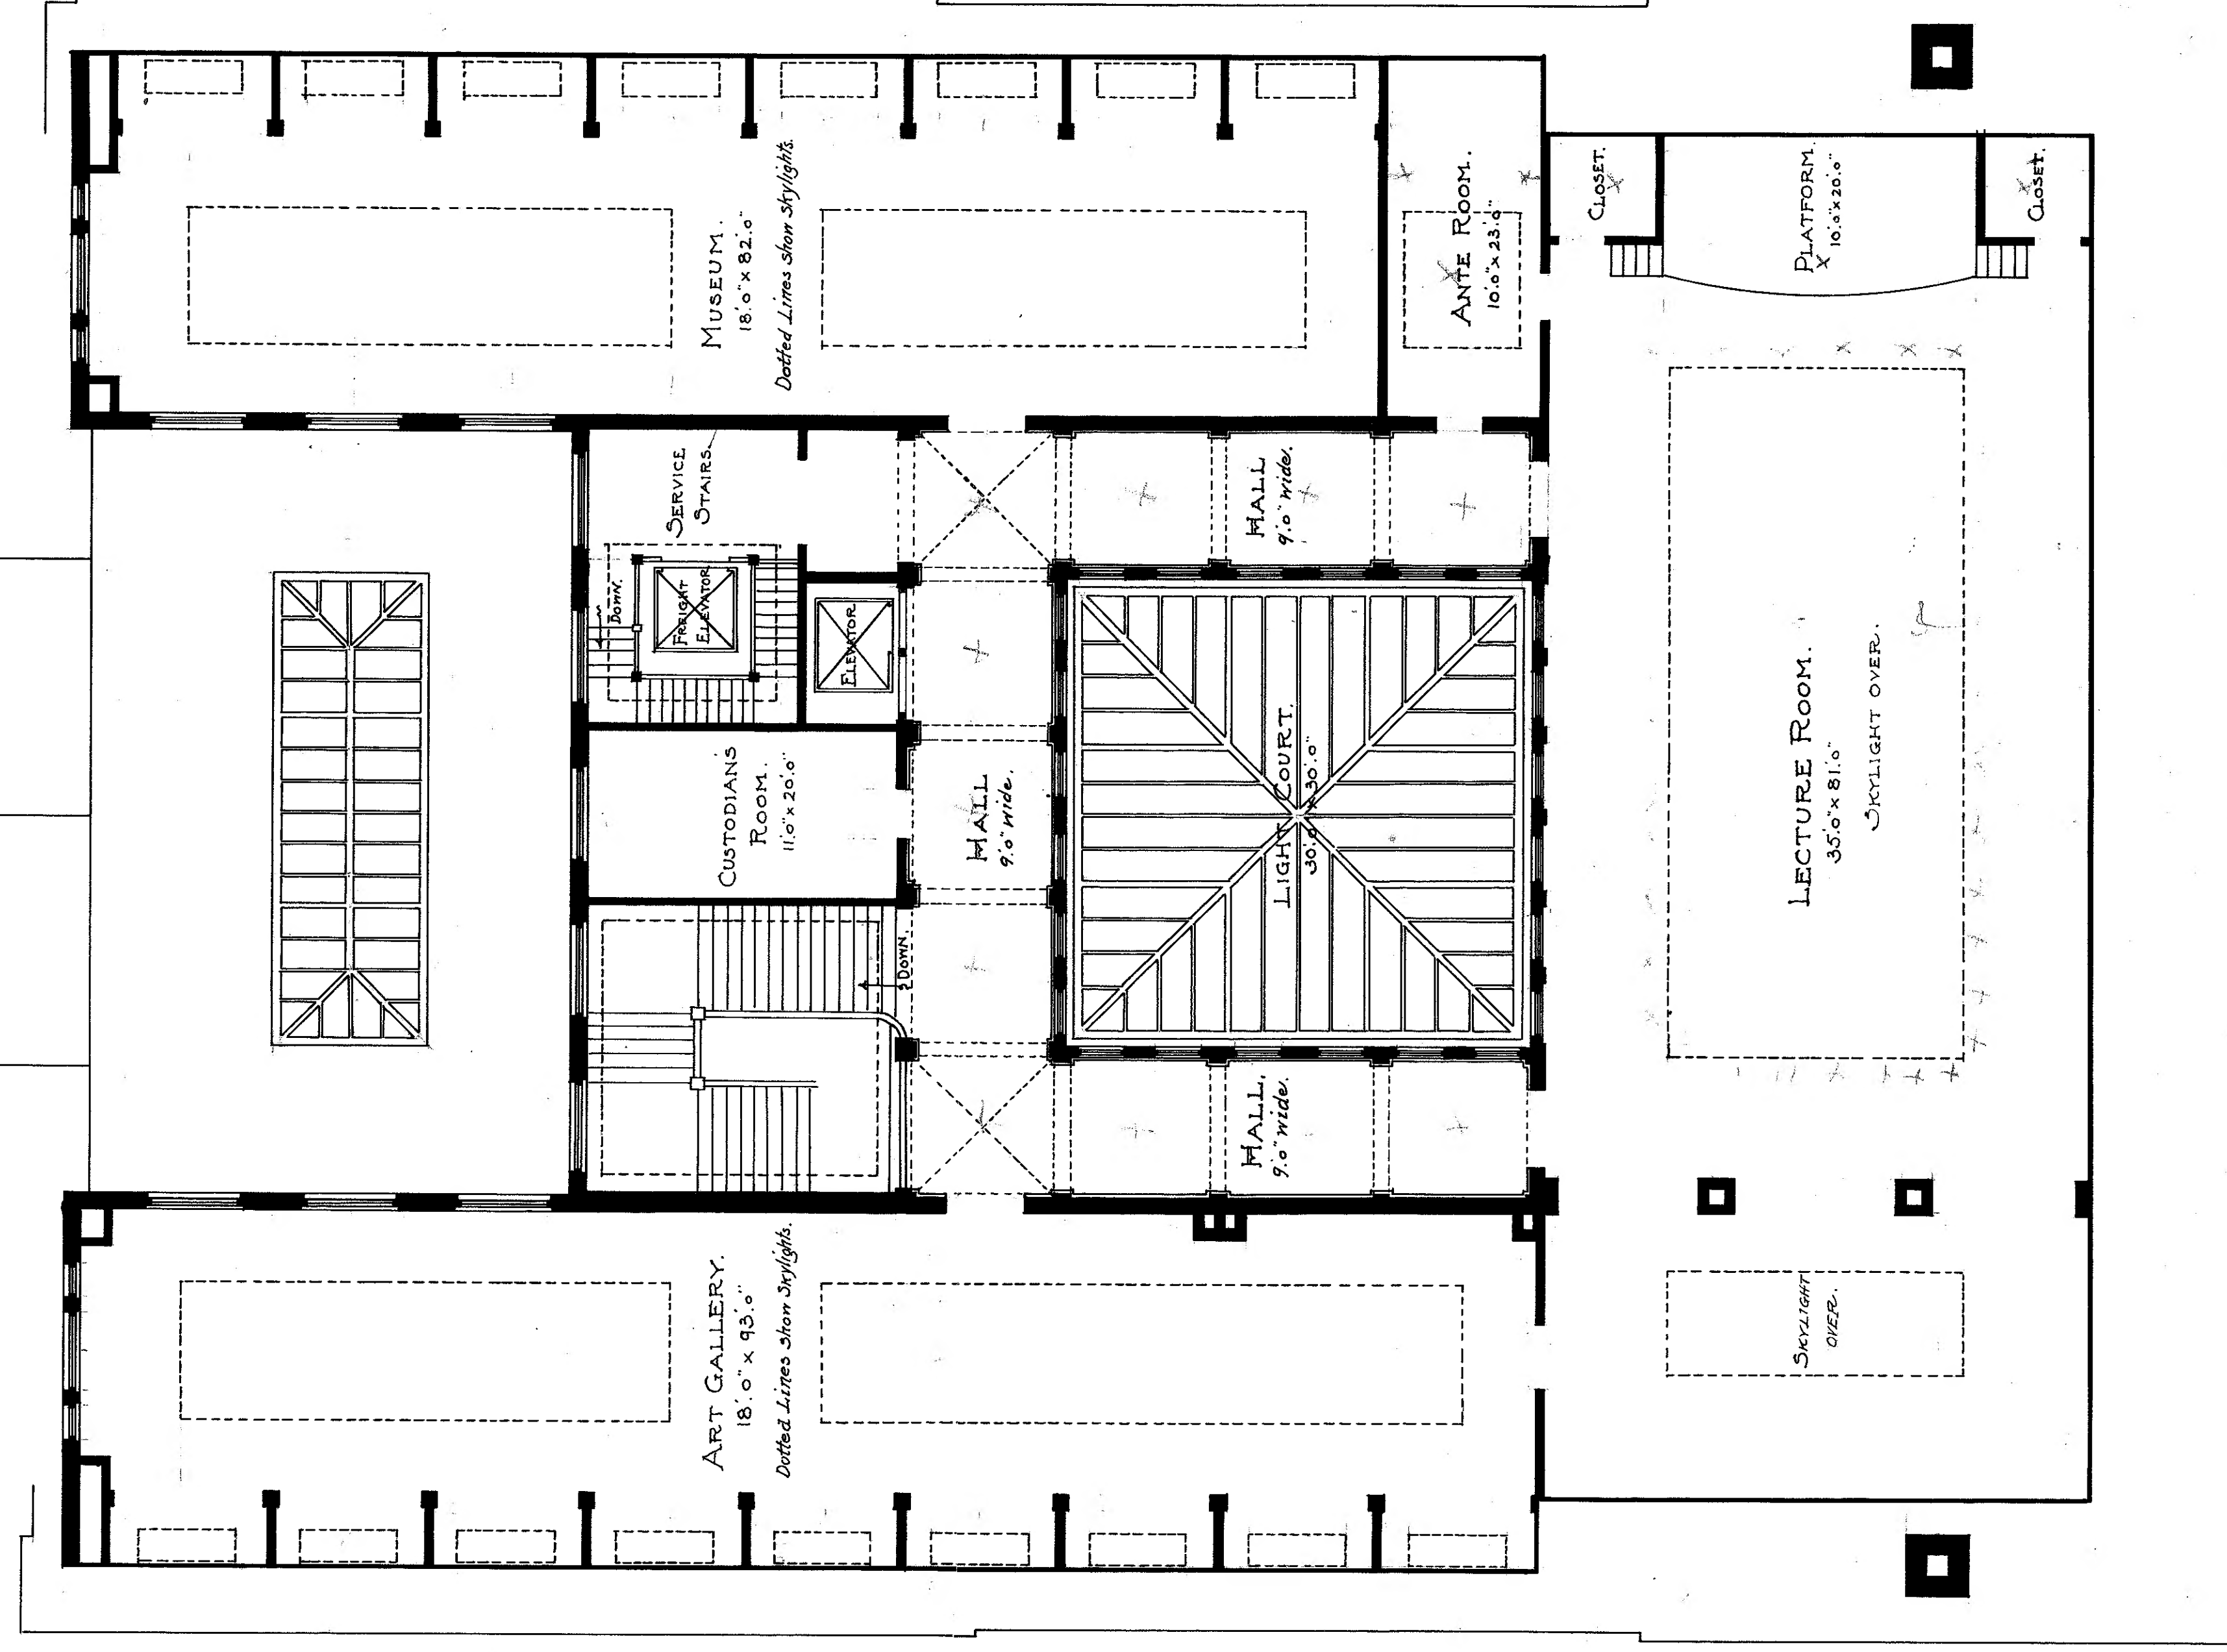 MUSEUM.
18'.0" x 82'.0"
Dotted Lines show skylights.
ANTE ROOM.
10'.0" x 23'.0"
CLOSET.
PLATFORM.
10'.0" x 20'.0"
CLOSET.
SERVICE
STAIRS.
DOWN.
FREIGHT
ELEVATOR
ELEVATOR
HALL
9'.0" wide.
CUSTODIAN'S
ROOM.
11'.0" x 20'.0"
HALL
9'.0" wide.
LIGHT COURT.
30'.0" x 30'.0"
LECTURE ROOM.
35'.0" x 81'.0"
SKYLIGHT OVER.
DOWN.
HALL.
9'.0" wide.
ART GALLERY.
18'.0" x 93'.0"
Dotted Lines show Skylights.
SKYLIGHT
OVER.